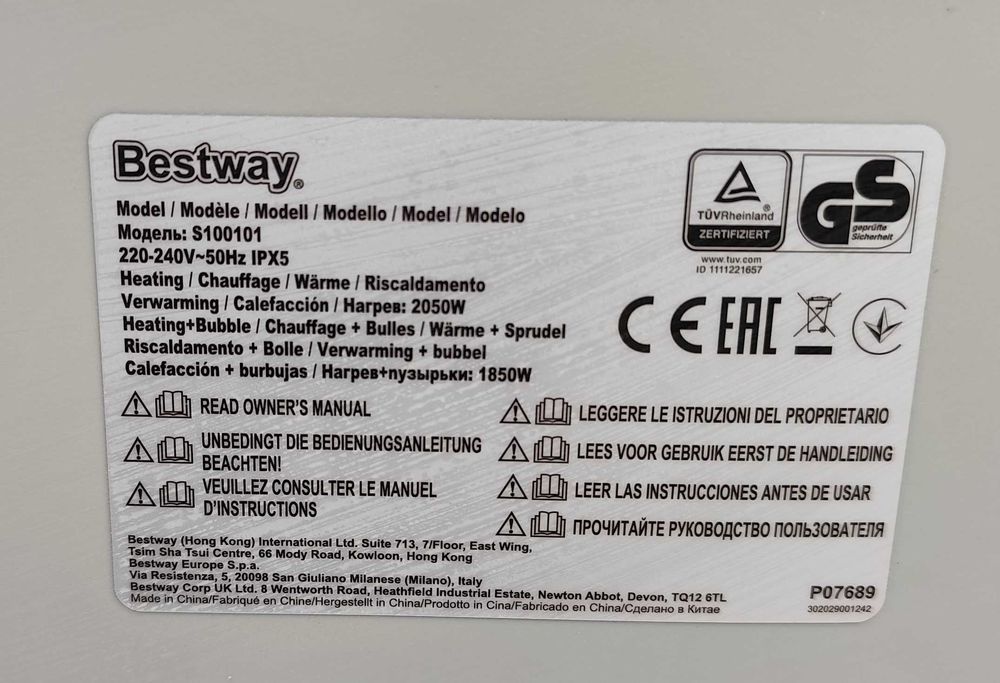 Bestway®
Model / Modèle / Modell / Modello / Model / Modelo
Модель: S100101
220-240V~50Hz IPX5
Heating / Chauffage / Wärme / Riscaldamento
Verwarming / Calefacción / Нагрев: 2050W
Heating+Bubble / Chauffage + Bulles / Wärme + Sprudel
Riscaldamento + Bolle / Verwarming + bubbel
Calefacción + burbujas / Нагрев+пузырьки: 1850W
TÜVRheinland®
ZERTIFIZIERT
www.tuv.com
ID 1111221657
GS
geprüfte
Sicherheit
CE EAC
READ OWNER'S MANUAL
UNBEDINGT DIE BEDIENUNGSANLEITUNG
BEACHTEN!
VEUILLEZ CONSULTER LE MANUEL
D'INSTRUCTIONS
LEGGERE LE ISTRUZIONI DEL PROPRIETARIO
LEES VOOR GEBRUIK EERST DE HANDLEIDING
LEER LAS INSTRUCCIONES ANTES DE USAR
ПРОЧИТАЙТЕ РУКОВОДСТВО ПОЛЬЗОВАТЕЛЯ
Bestway (Hong Kong) International Ltd. Suite 713, 7/Floor, East Wing,
Tsim Sha Tsui Centre, 66 Mody Road, Kowloon, Hong Kong
Bestway Europe S.p.a.
Via Resistenza, 5, 20098 San Giuliano Milanese (Milano), Italy
Bestway Corp UK Ltd. 8 Wentworth Road, Heathfield Industrial Estate, Newton Abbot, Devon, TQ12 6TL
Made in China/Fabriqué en Chine/Hergestellt in China/Prodotto in Cina/Fabricado en China/Сделано в Китае
P07689
302029001242